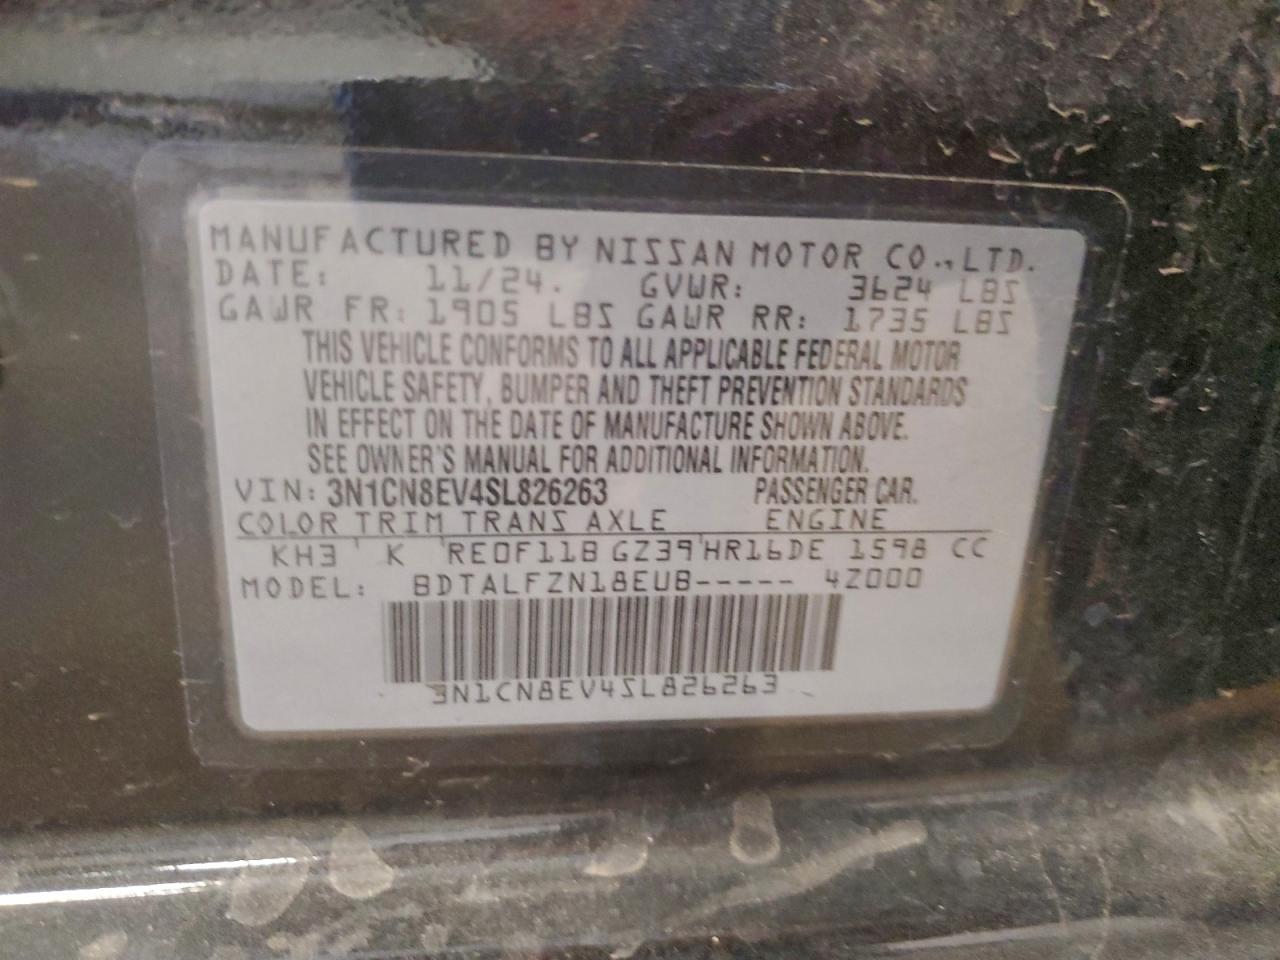 MANUFACTURED BY NISSAN MOTOR CO., LTD.
DATE: 11/24. GVWR: 3624 LBS
GAWR FR: 1905 LBS GAWR RR: 1735 LBS
THIS VEHICLE CONFORMS TO ALL APPLICABLE FEDERAL MOTOR
VEHICLE SAFETY, BUMPER AND THEFT PREVENTION STANDARDS
IN EFFECT ON THE DATE OF MANUFACTURE SHOWN ABOVE.
SEE OWNER'S MANUAL FOR ADDITIONAL INFORMATION.
VIN: 3N1CN8EV4SL826263 PASSENGER CAR.
COLOR TRIM TRANS AXLE ENGINE
KH3 ' K ' RE0F11B GZ39 ' HR16DE 1598 CC
MODEL: BDTALFZN18EUB----- 4Z000
3N1CN8EV4SL826263